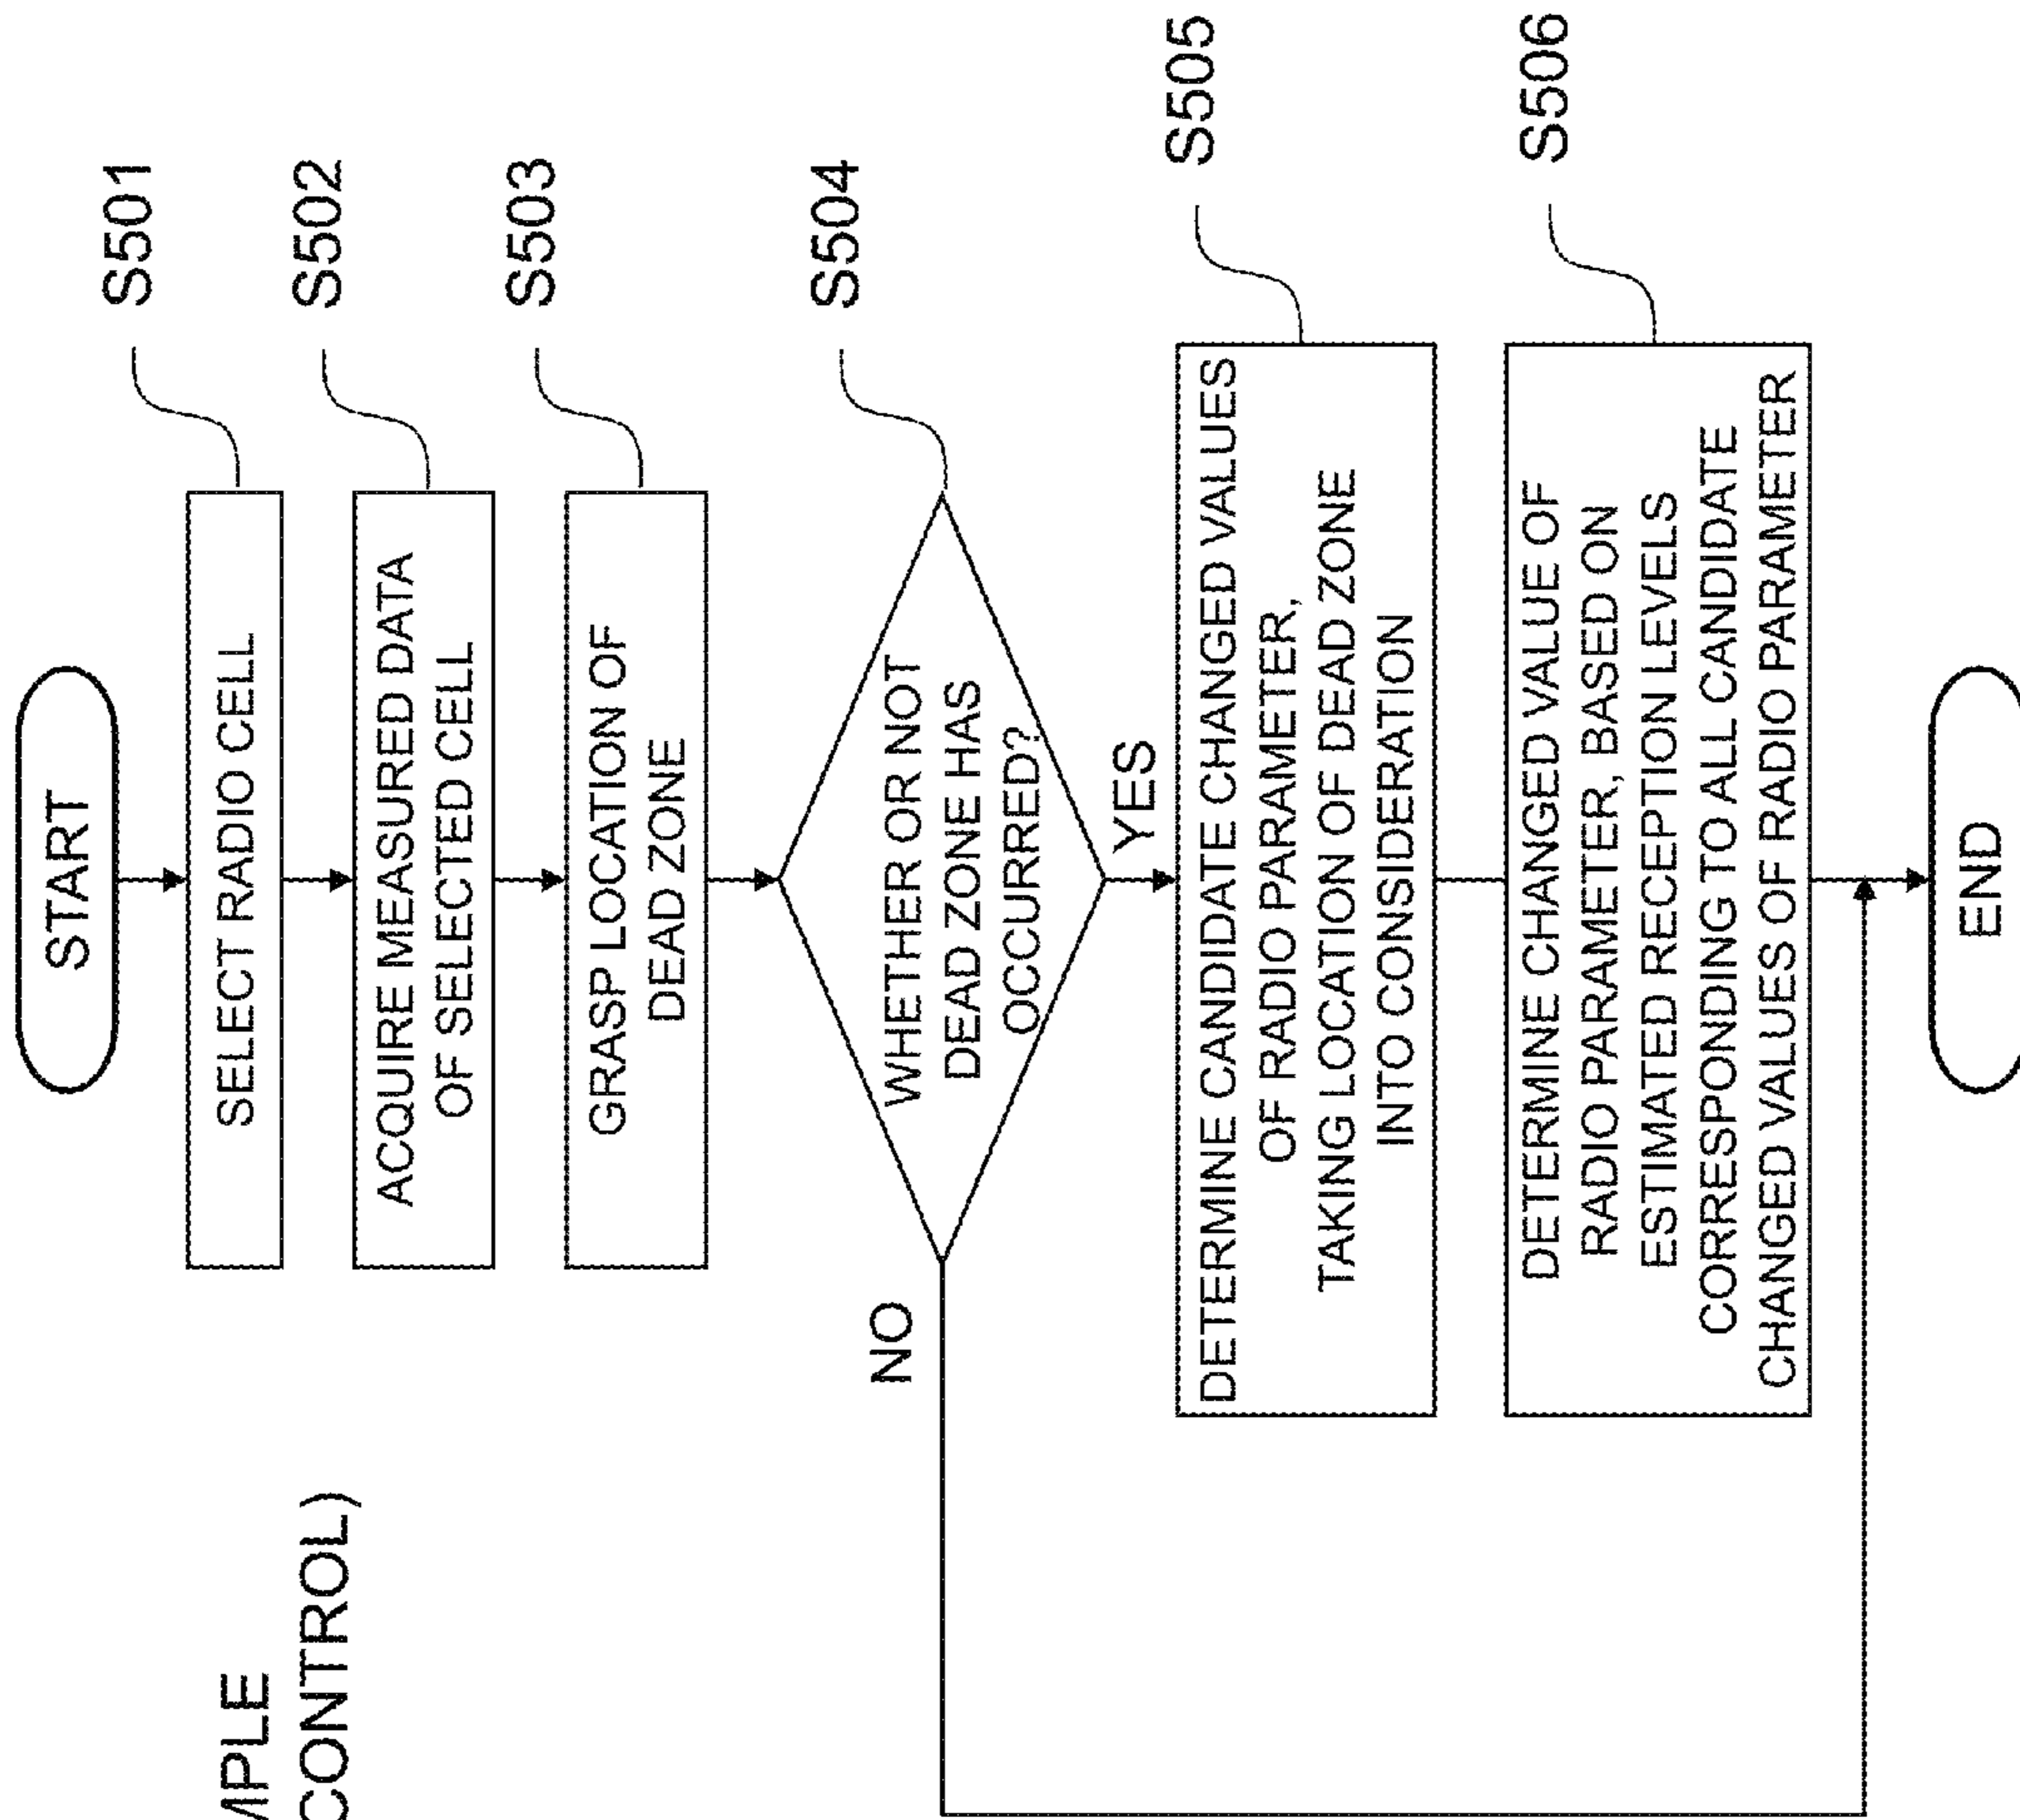 CONTROL)
START
SELECT RADIO CELL
S501
ACQUIRE MEASURED DATA
OF SELECTED CELL
S502
GRASP LOCATION OF
DEAD ZONE
S503
WHETHER OR NOT
DEAD ZONE HAS
OCCURRED?
S504
NO
YES
DETERMINE CANDIDATE CHANGED VALUES
OF RADIO PARAMETER,
TAKING LOCATION OF DEAD ZONE
INTO CONSIDERATION
S505
DETERMINE CHANGED VALUE OF
RADIO PARAMETER, BASED ON
ESTIMATED RECEPTION LEVELS
CORRESPONDING TO ALL CANDIDATE
CHANGED VALUES OF RADIO PARAMETER
S506
END